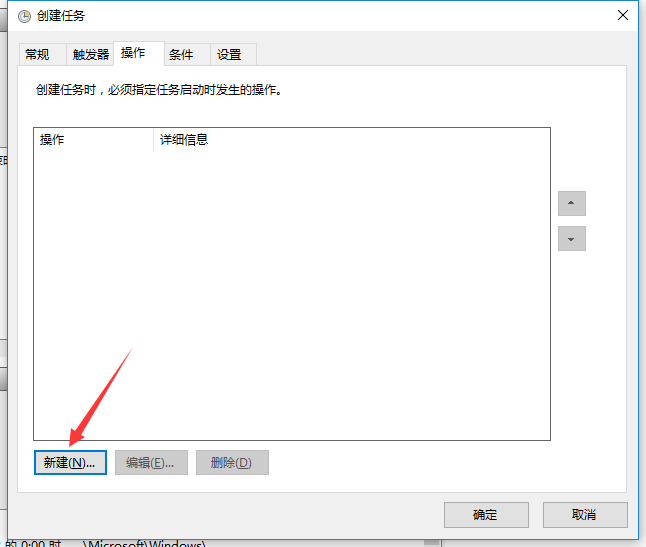 创建任务
常规 触发器 操作 条件 设置
创建任务时，必须指定任务启动时发生的操作。
操作 详细信息
新建(N)... 编辑(E)... 删除(D)
确定 取消
的 0:00 时 ... \Microsoft\Windows\